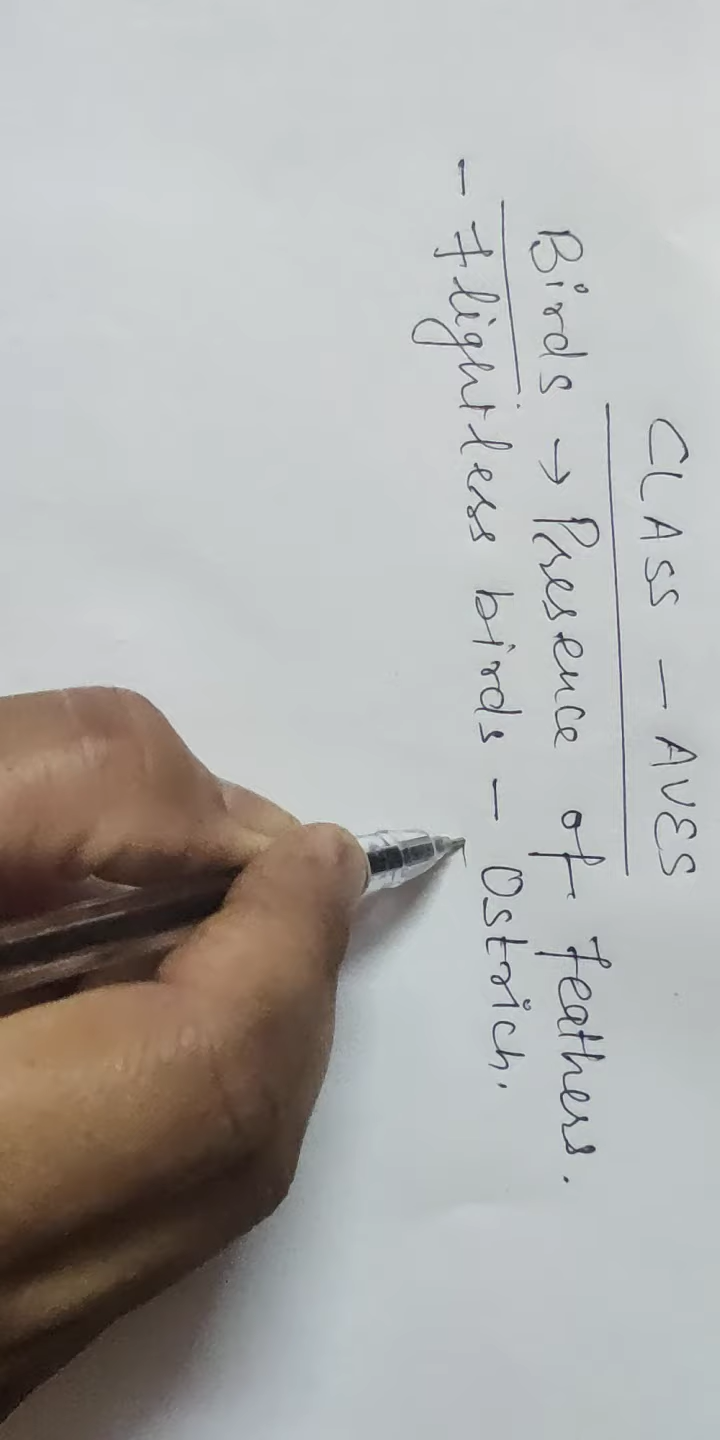 CLASS - AVES
Birds → Presence of feathers.
- Flightless birds - Ostrich.